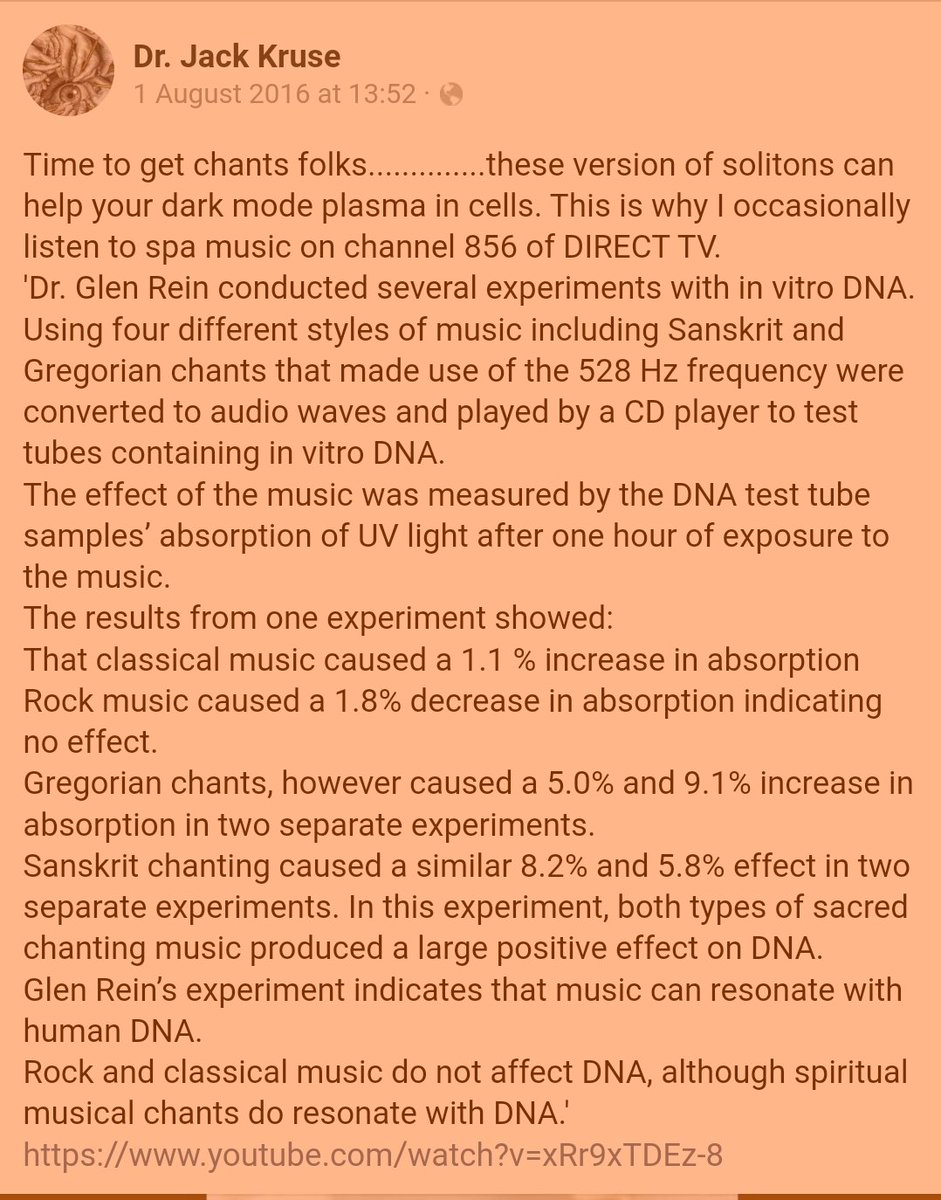 Dr. Jack Kruse
1 August 2016 at 13:52 ·
Time to get chants folks..............these version of solitons can
help your dark mode plasma in cells. This is why I occasionally
listen to spa music on channel 856 of DIRECT TV.
'Dr. Glen Rein conducted several experiments with in vitro DNA.
Using four different styles of music including Sanskrit and
Gregorian chants that made use of the 528 Hz frequency were
converted to audio waves and played by a CD player to test
tubes containing in vitro DNA.
The effect of the music was measured by the DNA test tube
samples’ absorption of UV light after one hour of exposure to
the music.
The results from one experiment showed:
That classical music caused a 1.1 % increase in absorption
Rock music caused a 1.8% decrease in absorption indicating
no effect.
Gregorian chants, however caused a 5.0% and 9.1% increase in
absorption in two separate experiments.
Sanskrit chanting caused a similar 8.2% and 5.8% effect in two
separate experiments. In this experiment, both types of sacred
chanting music produced a large positive effect on DNA.
Glen Rein’s experiment indicates that music can resonate with
human DNA.
Rock and classical music do not affect DNA, although spiritual
musical chants do resonate with DNA.'
https://www.youtube.com/watch?v=xRr9xTDEz-8